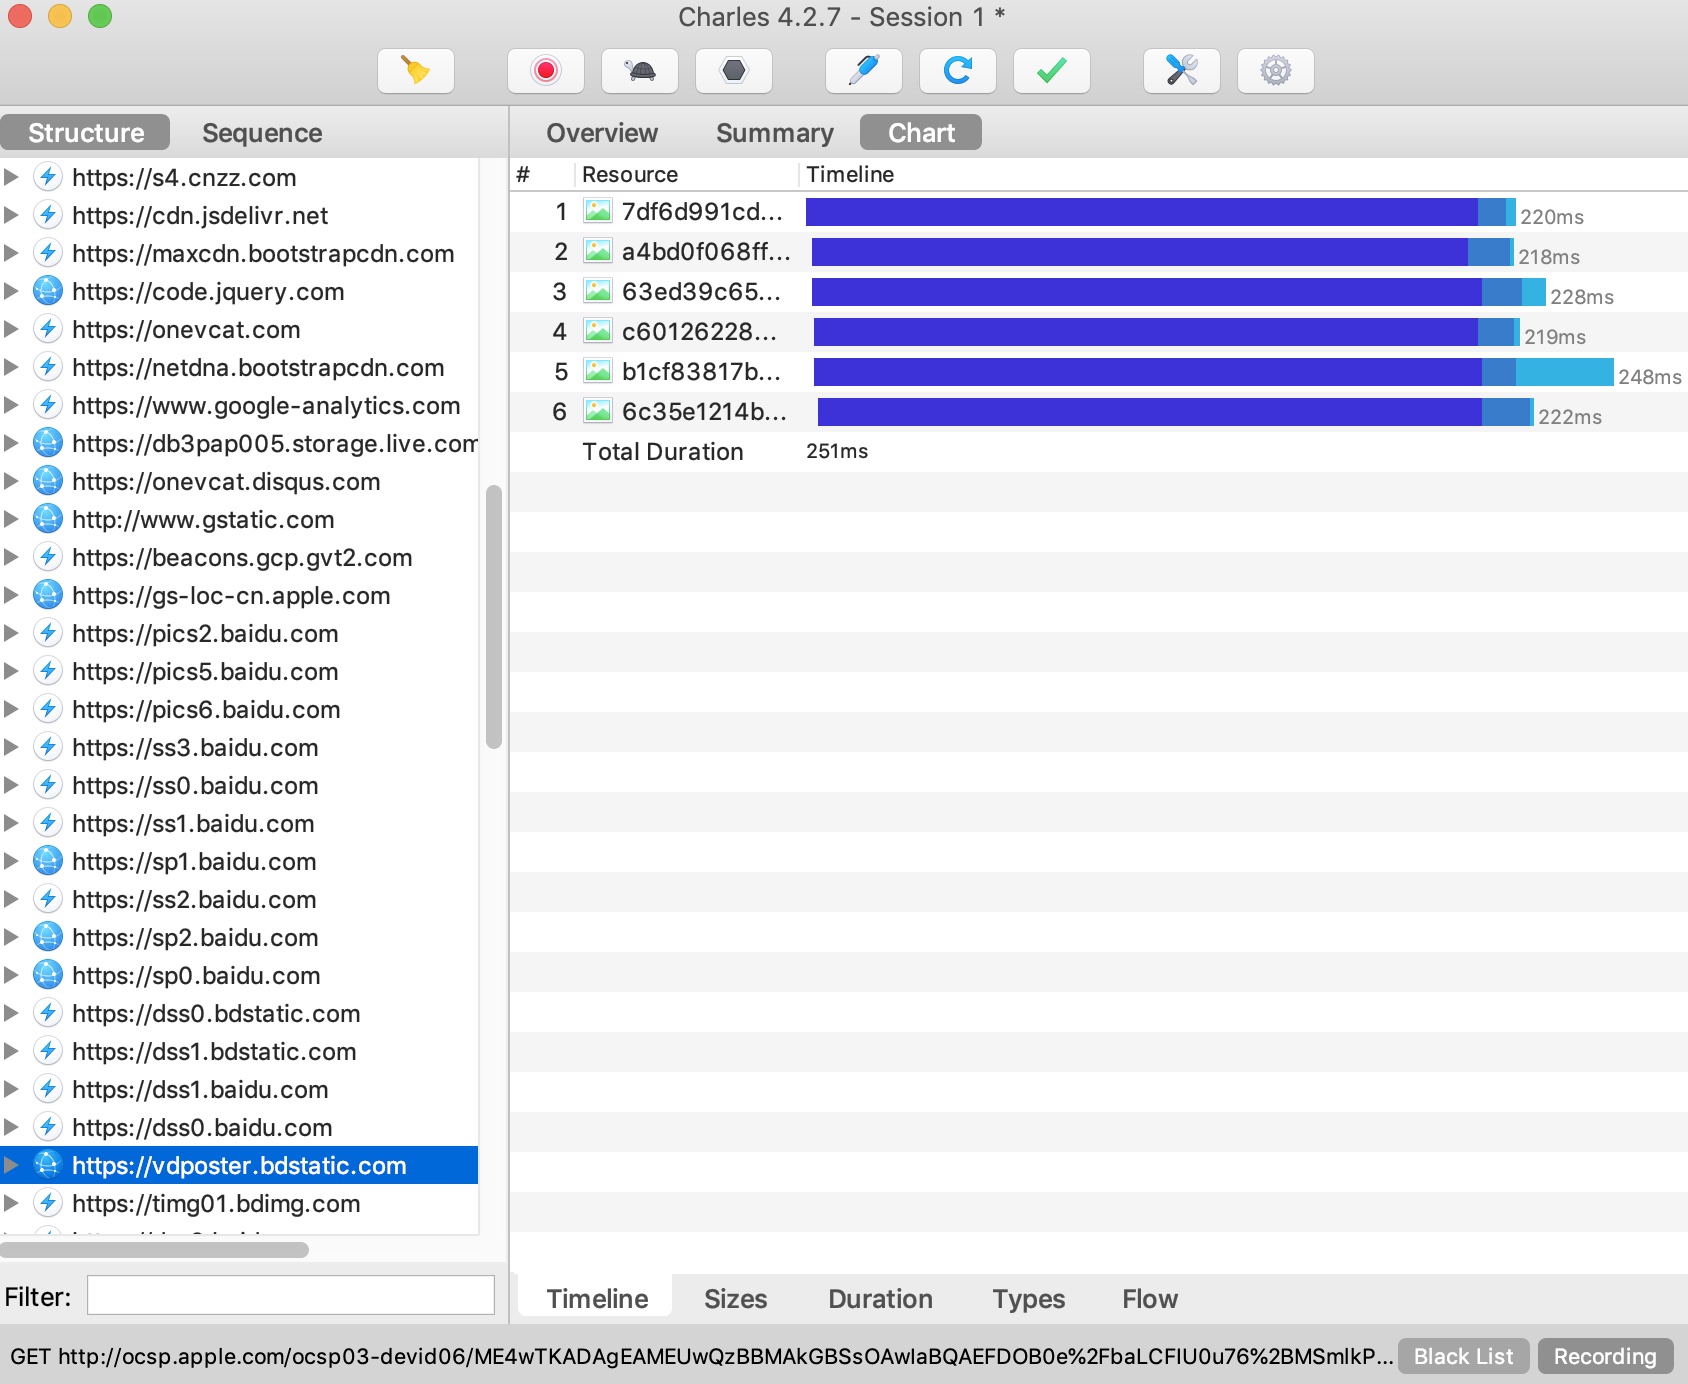 Charles 4.2.7 - Session 1 *
Structure Sequence
https://s4.cnzz.com
https://cdn.jsdelivr.net
https://maxcdn.bootstrapcdn.com
https://code.jquery.com
https://onevcat.com
https://netdna.bootstrapcdn.com
https://www.google-analytics.com
https://db3pap005.storage.live.com
https://onevcat.disqus.com
http://www.gstatic.com
https://beacons.gcp.gvt2.com
https://gs-loc-cn.apple.com
https://pics2.baidu.com
https://pics5.baidu.com
https://pics6.baidu.com
https://ss3.baidu.com
https://ss0.baidu.com
https://ss1.baidu.com
https://sp1.baidu.com
https://ss2.baidu.com
https://sp2.baidu.com
https://sp0.baidu.com
https://dss0.bdstatic.com
https://dss1.bdstatic.com
https://dss1.baidu.com
https://dss0.baidu.com
https://vdposter.bdstatic.com
https://timg01.bdimg.com
Filter:
Overview Summary Chart
# Resource Timeline
1 7df6d991cd... 220ms
2 a4bd0f068ff... 218ms
3 63ed39c65... 228ms
4 c60126228... 219ms
5 b1cf83817b... 248ms
6 6c35e1214b... 222ms
Total Duration 251ms
Timeline Sizes Duration Types Flow
GET http://ocsp.apple.com/ocsp03-devid06/ME4wTKADAgEAMEUwQzBBMAkGBSsOAwIaBQAEFDOB0e%2FbaLCFIU0u76%2BMSmlkP... Black List Recording